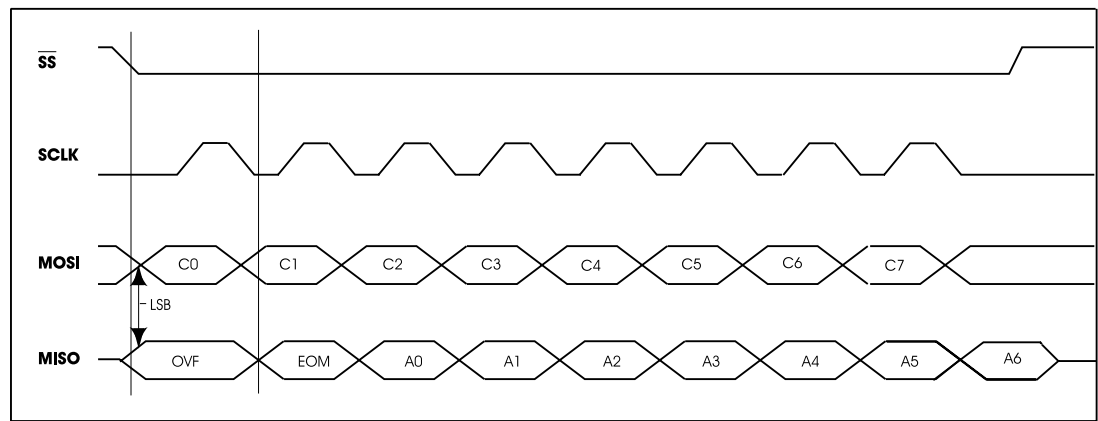 SS
SCLK
MOSI C0 C1 C2 C3 C4 C5 C6 C7
LSB
MISO OVF EOM A0 A1 A2 A3 A4 A5 A6